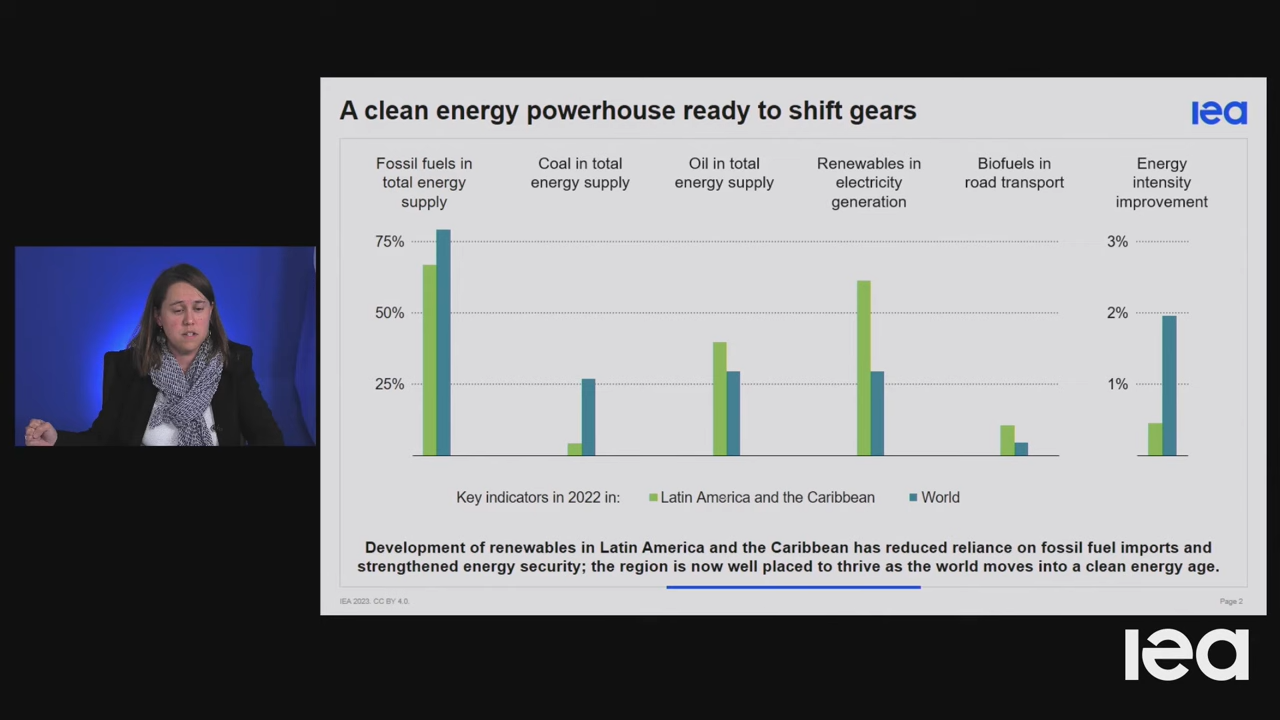 A clean energy powerhouse ready to shift gears
iea
Fossil fuels in
total energy
supply
Coal in total
energy supply
Oil in total
energy supply
Renewables in
electricity
generation
Biofuels in
road transport
Energy
intensity
improvement
75%
50%
25%
3%
2%
1%
Key indicators in 2022 in:
Latin America and the Caribbean
World
Development of renewables in Latin America and the Caribbean has reduced reliance on fossil fuel imports and
strengthened energy security; the region is now well placed to thrive as the world moves into a clean energy age.
IEA 2023. CC BY 4.0.
Page 2
iea